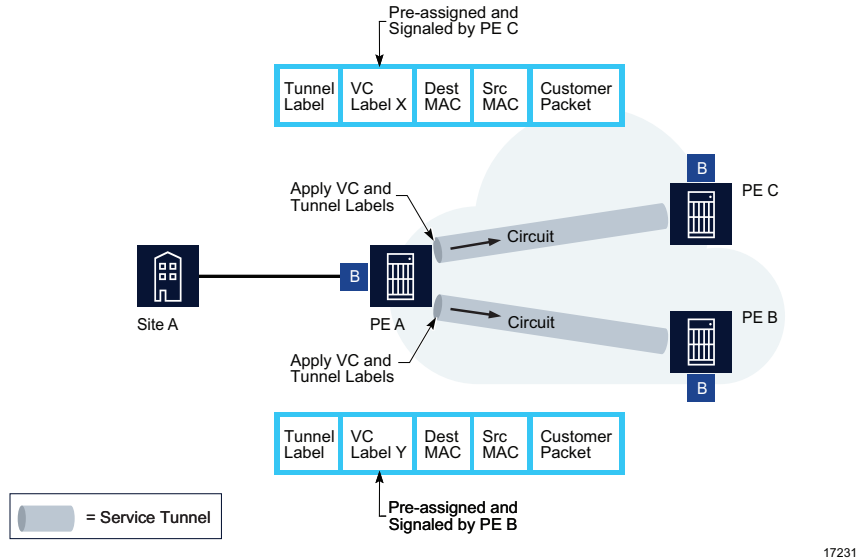 Pre-assigned and
Signaled by PE C
Tunnel
Label
VC
Label X
Dest
MAC
Src
MAC
Customer
Packet
B
PE C
Apply VC and
Tunnel Labels
Circuit
B
Site A
PE A
Circuit
PE B
Apply VC and
Tunnel Labels
B
Tunnel
Label
VC
Label Y
Dest
MAC
Src
MAC
Customer
Packet
Pre-assigned and
Signaled by PE B
= Service Tunnel
17231